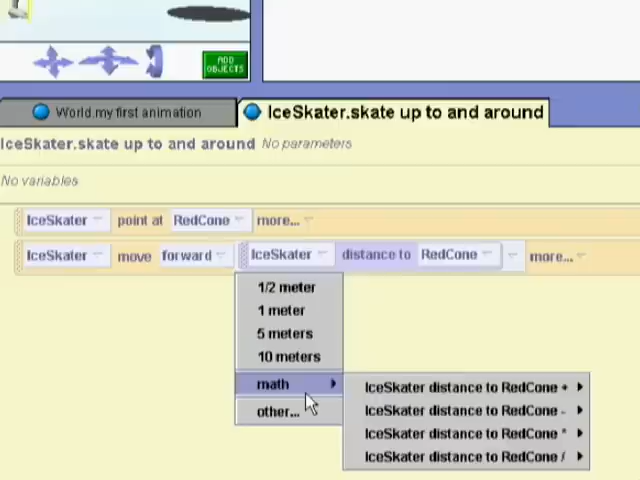 ADD
OBJECTS
World.my first animation
IceSkater.skate up to and around
IceSkater.skate up to and around No parameters
No variables
IceSkater point at RedCone more...
IceSkater move forward IceSkater distance to RedCone more...
1/2 meter
1 meter
5 meters
10 meters
math
other...
IceSkater distance to RedCone +
IceSkater distance to RedCone -
IceSkater distance to RedCone *
IceSkater distance to RedCone /